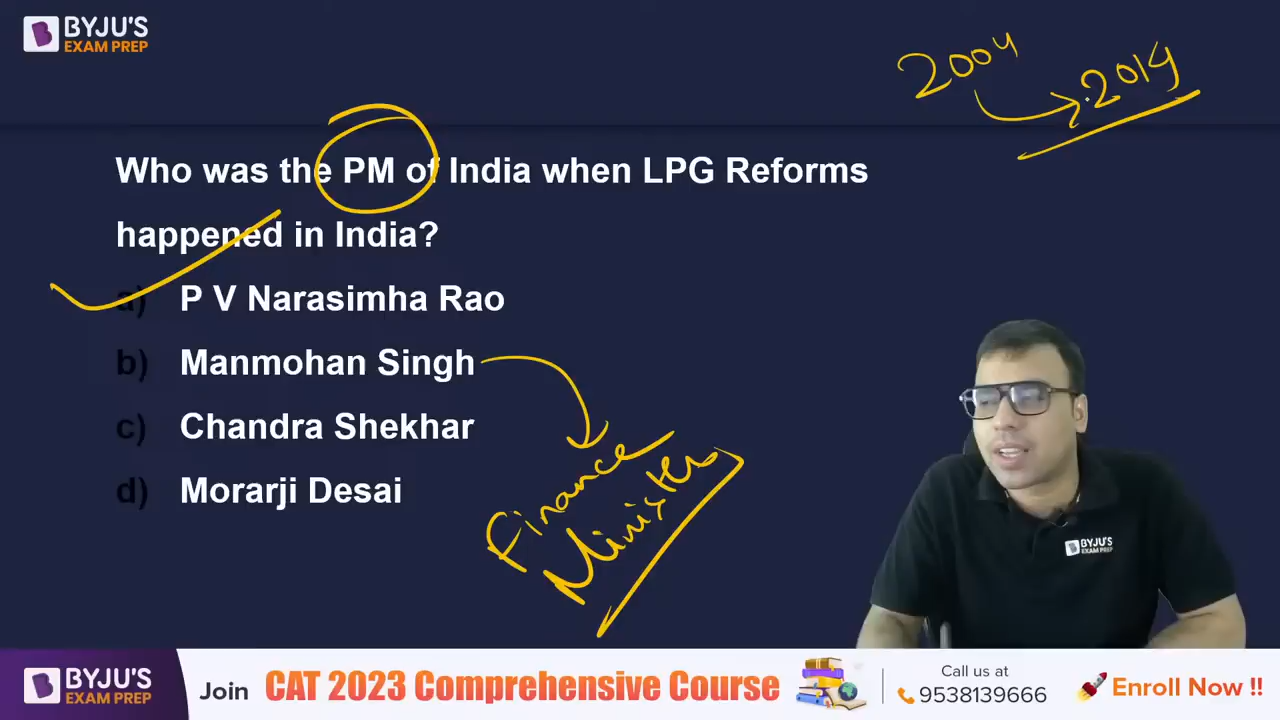 BYJU'S
EXAM PREP
2004
2014
Who was the PM of India when LPG Reforms
happened in India?
a) P V Narasimha Rao
b) Manmohan Singh
c) Chandra Shekhar
d) Morarji Desai
Finance
Minister
BYJU'S
EXAM PREP
BYJU'S
EXAM PREP
Join CAT 2023 Comprehensive Course
Call us at
9538139666
Enroll Now !!